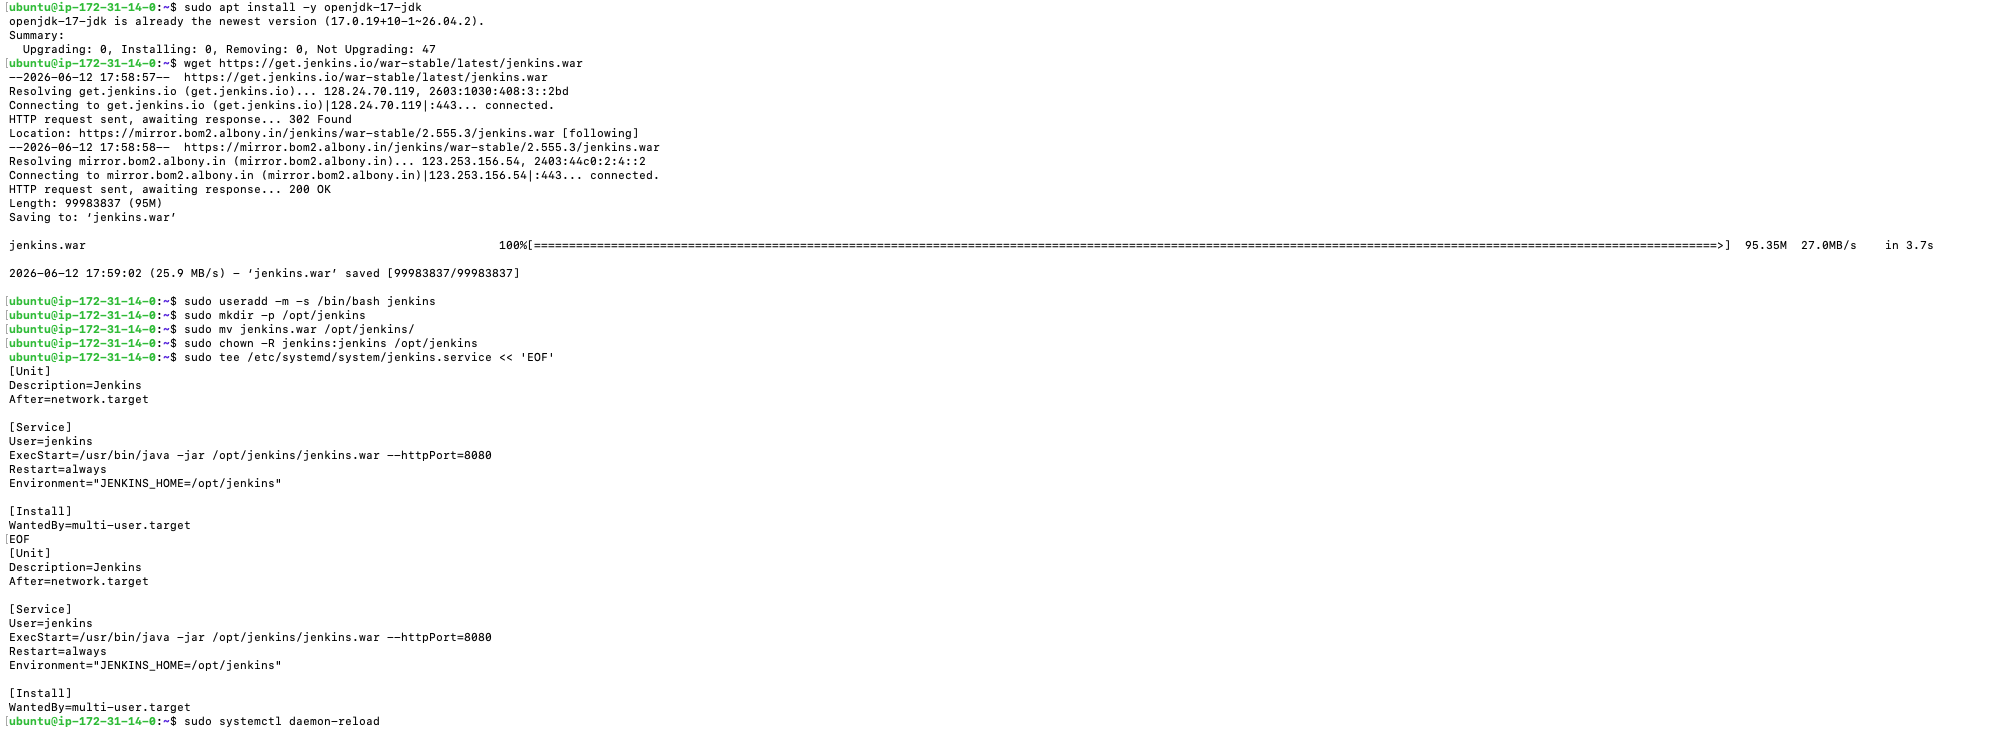 ubuntu@ip-172-31-14-0:~$ sudo apt install -y openjdk-17-jdk
openjdk-17-jdk is already the newest version (17.0.19+10-1~26.04.2).
Summary:
  Upgrading: 0, Installing: 0, Removing: 0, Not Upgrading: 47
ubuntu@ip-172-31-14-0:~$ wget https://get.jenkins.io/war-stable/latest/jenkins.war
--2026-06-12 17:58:57--  https://get.jenkins.io/war-stable/latest/jenkins.war
Resolving get.jenkins.io (get.jenkins.io)... 128.24.70.119, 2603:1030:408:3::2bd
Connecting to get.jenkins.io (get.jenkins.io)|128.24.70.119|:443... connected.
HTTP request sent, awaiting response... 302 Found
Location: https://mirror.bom2.albony.in/jenkins/war-stable/2.555.3/jenkins.war [following]
--2026-06-12 17:58:58--  https://mirror.bom2.albony.in/jenkins/war-stable/2.555.3/jenkins.war
Resolving mirror.bom2.albony.in (mirror.bom2.albony.in)... 123.253.156.54, 2403:44c0:2:4::2
Connecting to mirror.bom2.albony.in (mirror.bom2.albony.in)|123.253.156.54|:443... connected.
HTTP request sent, awaiting response... 200 OK
Length: 99983837 (95M)
Saving to: ‘jenkins.war’
jenkins.war 100%[=========================================================================================================================================================================>] 95.35M 27.0MB/s in 3.7s
2026-06-12 17:59:02 (25.9 MB/s) - ‘jenkins.war’ saved [99983837/99983837]
ubuntu@ip-172-31-14-0:~$ sudo useradd -m -s /bin/bash jenkins
ubuntu@ip-172-31-14-0:~$ sudo mkdir -p /opt/jenkins
ubuntu@ip-172-31-14-0:~$ sudo mv jenkins.war /opt/jenkins/
ubuntu@ip-172-31-14-0:~$ sudo chown -R jenkins:jenkins /opt/jenkins
ubuntu@ip-172-31-14-0:~$ sudo tee /etc/systemd/system/jenkins.service << 'EOF'
[Unit]
Description=Jenkins
After=network.target
[Service]
User=jenkins
ExecStart=/usr/bin/java -jar /opt/jenkins/jenkins.war --httpPort=8080
Restart=always
Environment="JENKINS_HOME=/opt/jenkins"
[Install]
WantedBy=multi-user.target
EOF
[Unit]
Description=Jenkins
After=network.target
[Service]
User=jenkins
ExecStart=/usr/bin/java -jar /opt/jenkins/jenkins.war --httpPort=8080
Restart=always
Environment="JENKINS_HOME=/opt/jenkins"
[Install]
WantedBy=multi-user.target
ubuntu@ip-172-31-14-0:~$ sudo systemctl daemon-reload